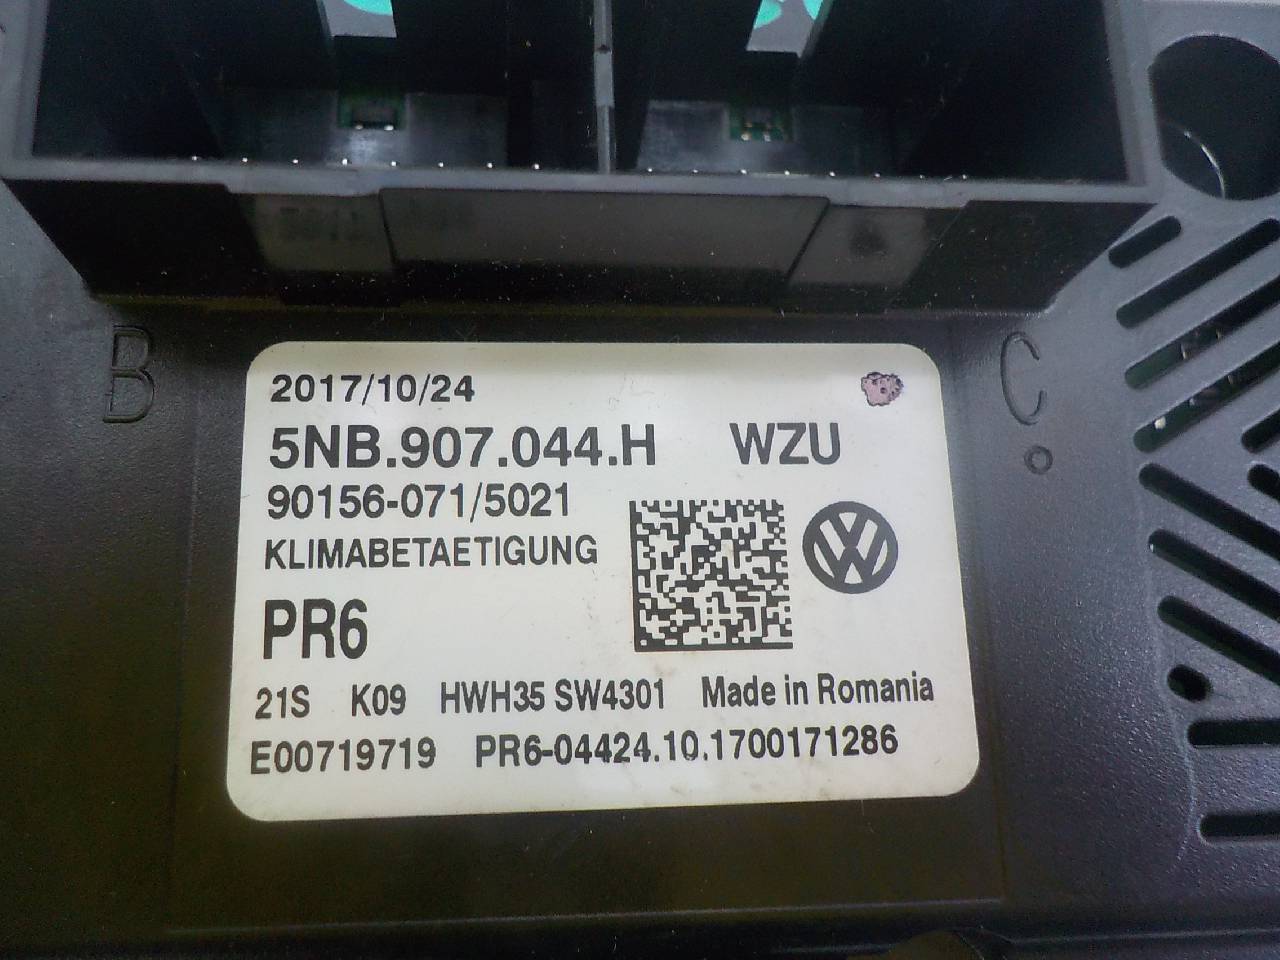 B
C
2017/10/24
5NB.907.044.H WZU
90156-071/5021
KLIMABETAETIGUNG
PR6
21S K09 HWH35 SW4301 Made in Romania
E00719719 PR6-04424.10.1700171286